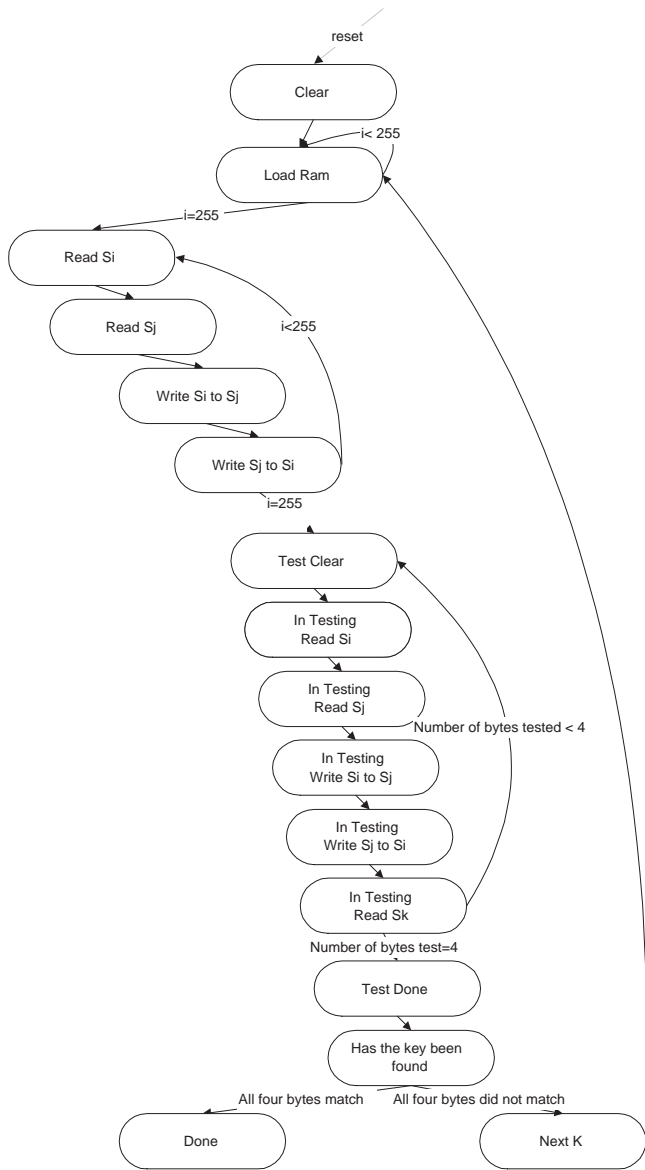 reset
Clear
i< 255
Load Ram
i=255
Read Si
Read Sj
i<255
Write Si to Sj
Write Sj to Si
i=255
Test Clear
In Testing
Read Si
In Testing
Read Sj
Number of bytes tested < 4
In Testing
Write Si to Sj
In Testing
Write Sj to Si
In Testing
Read Sk
Number of bytes test=4
Test Done
Has the key been
found
All four bytes match
All four bytes did not match
Done
Next K